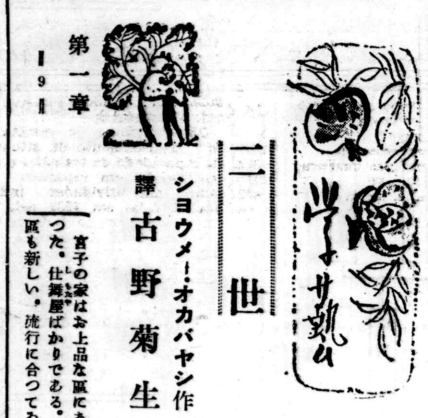 二世
シヨウメーオカバヤシ作
譯 古野菊生
第一章
9
宮子の家はお上品な區にあ
つた。仕舞屋ばかりである。
區も新しい。流行に合つてお